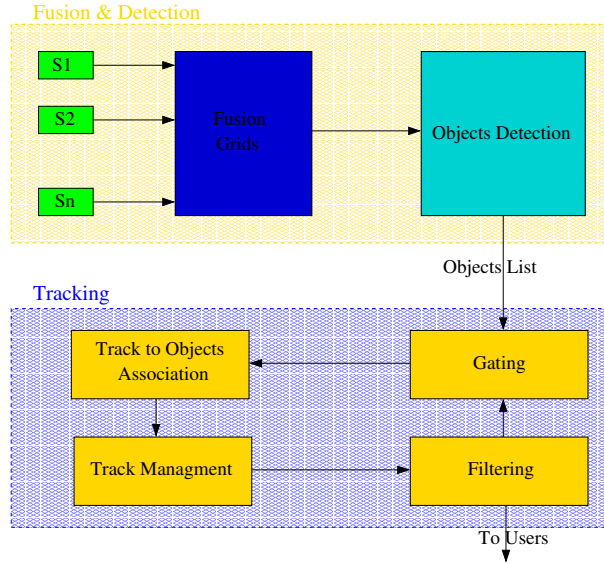 Fusion & Detection
S1
S2
Sn
Fusion
Grids
Objects Detection
Objects List
Tracking
Track to Objects
Association
Gating
Track Managment
Filtering
To Users